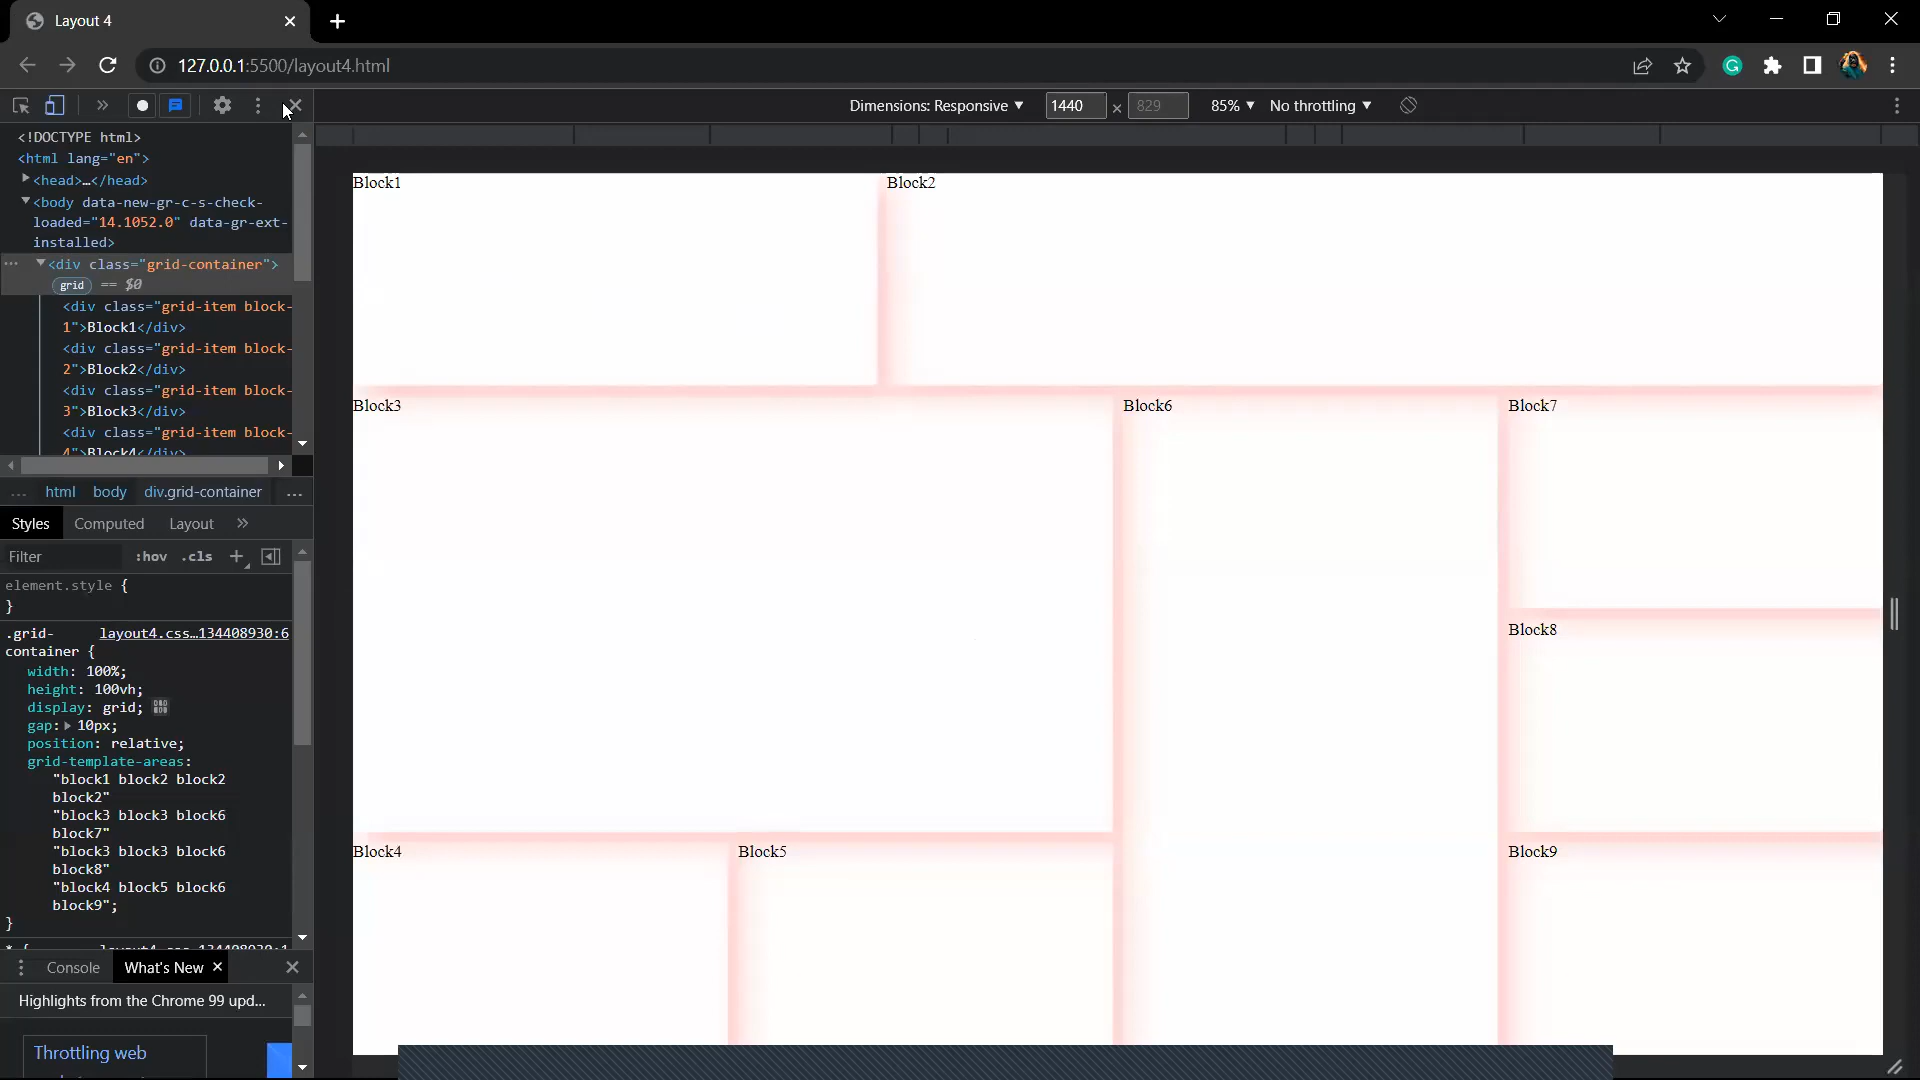 Layout 4
127.0.0.1:5500/layout4.html
Dimensions: Responsive ▼ 1440 × 829 85% ▼ No throttling ▼
<!DOCTYPE html>
<html lang="en">
<head>…</head>
<body data-new-gr-c-s-check-
loaded="14.1052.0" data-gr-ext-
installed>
<div class="grid-container">
grid == $0
<div class="grid-item block-
1">Block1</div>
<div class="grid-item block-
2">Block2</div>
<div class="grid-item block-
3">Block3</div>
<div class="grid-item block-
4">Block4</div>
... html body div.grid-container ...
Styles Computed Layout »
Filter :hov .cls +
element.style {
}
.grid- layout4.css…134408930:6
container {
width: 100%;
height: 100vh;
display: grid;
gap: 10px;
position: relative;
grid-template-areas:
"block1 block2 block2
block2"
"block3 block3 block6
block7"
"block3 block3 block6
block8"
"block4 block5 block6
block9";
}
* { layout4.css…134408930:1
Console What's New ×
Highlights from the Chrome 99 upd...
Throttling web
Block1 Block2
Block3 Block6 Block7
Block8
Block4 Block5 Block9